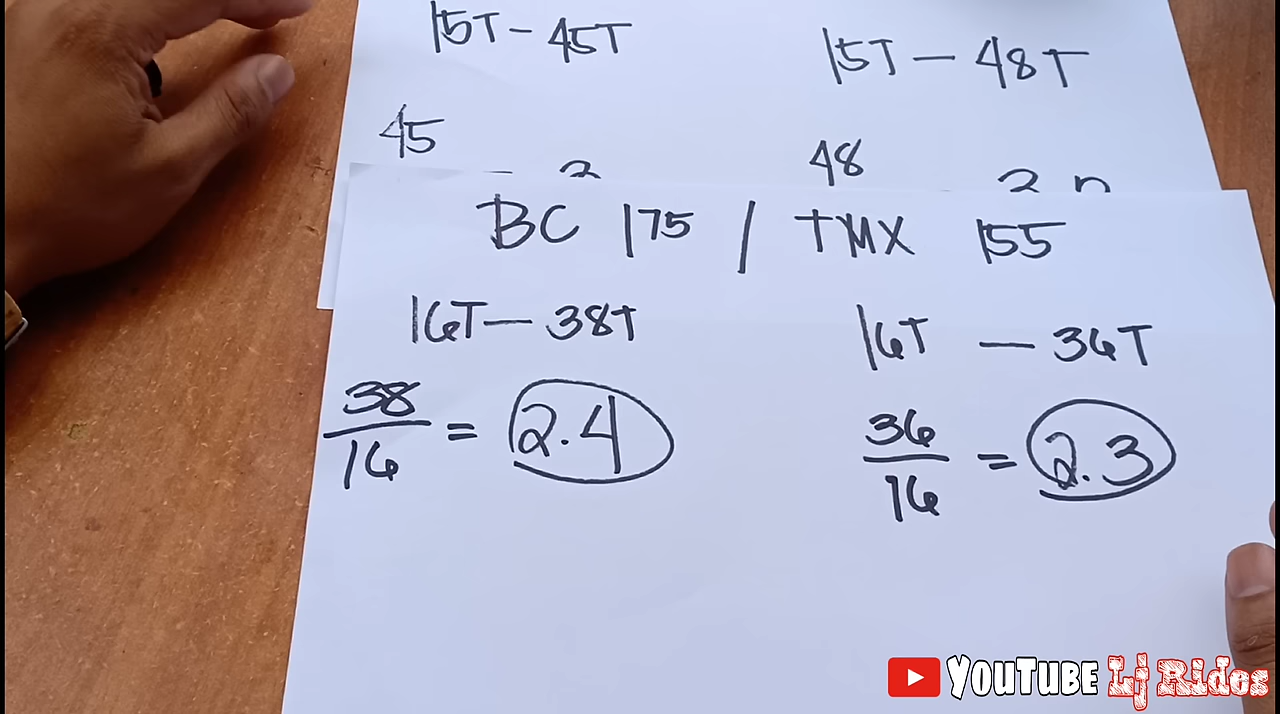 15T - 45T
15T - 48T
45
48
BC 175 / TMX 155
16T - 38T
16T - 36T
38
16
= 2.4
36
16
= 2.3
YouTube Lj Rides